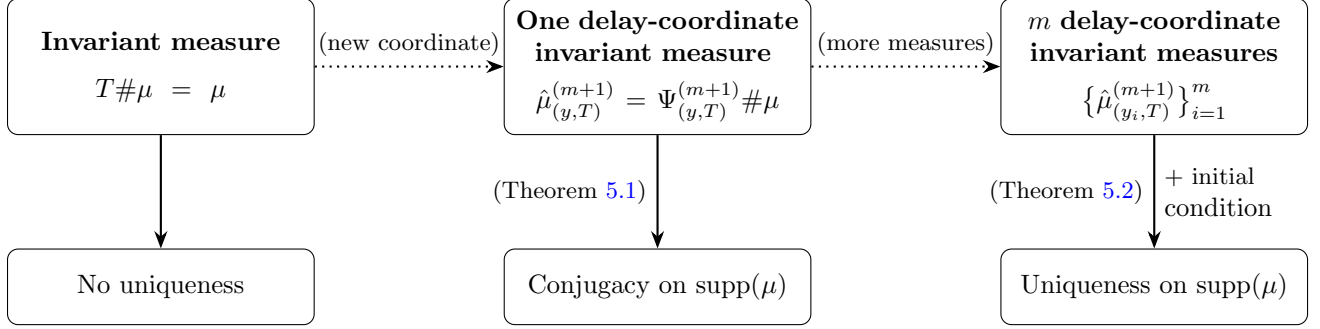 Invariant measure
T#μ = μ
(new coordinate)
One delay-coordinate
invariant measure
μ̂^{(m+1)}_{(y,T)} = Ψ^{(m+1)}_{(y,T)}#μ
(more measures)
m delay-coordinate
invariant measures
{μ̂^{(m+1)}_{(y_i,T)}}^m_{i=1}
(Theorem 5.1)
(Theorem 5.2)
+ initial
condition
No uniqueness
Conjugacy on supp(μ)
Uniqueness on supp(μ)